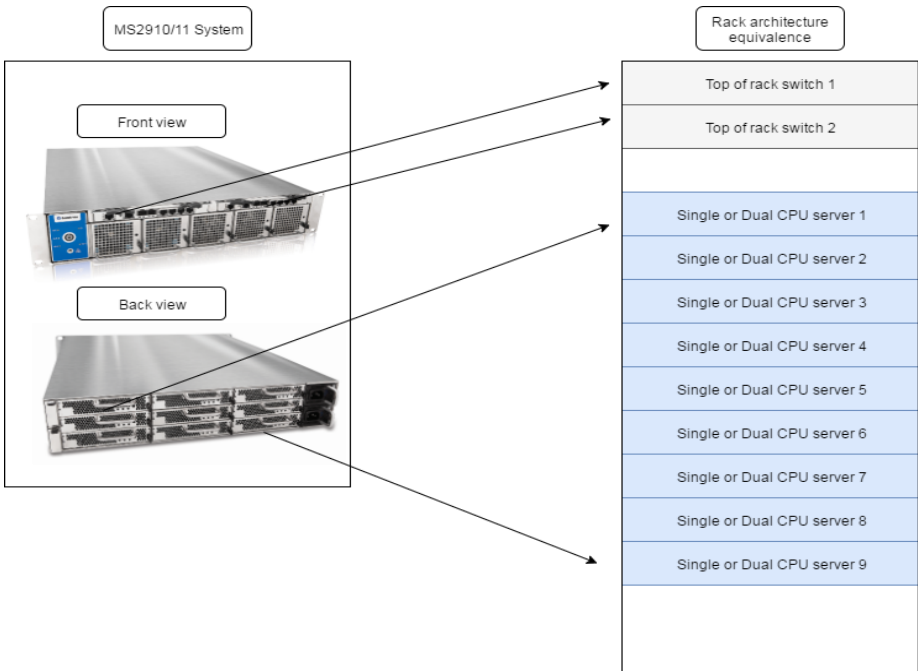 MS2910/11 System
Rack architecture
equivalence
Front view
Back view
Top of rack switch 1
Top of rack switch 2
Single or Dual CPU server 1
Single or Dual CPU server 2
Single or Dual CPU server 3
Single or Dual CPU server 4
Single or Dual CPU server 5
Single or Dual CPU server 6
Single or Dual CPU server 7
Single or Dual CPU server 8
Single or Dual CPU server 9